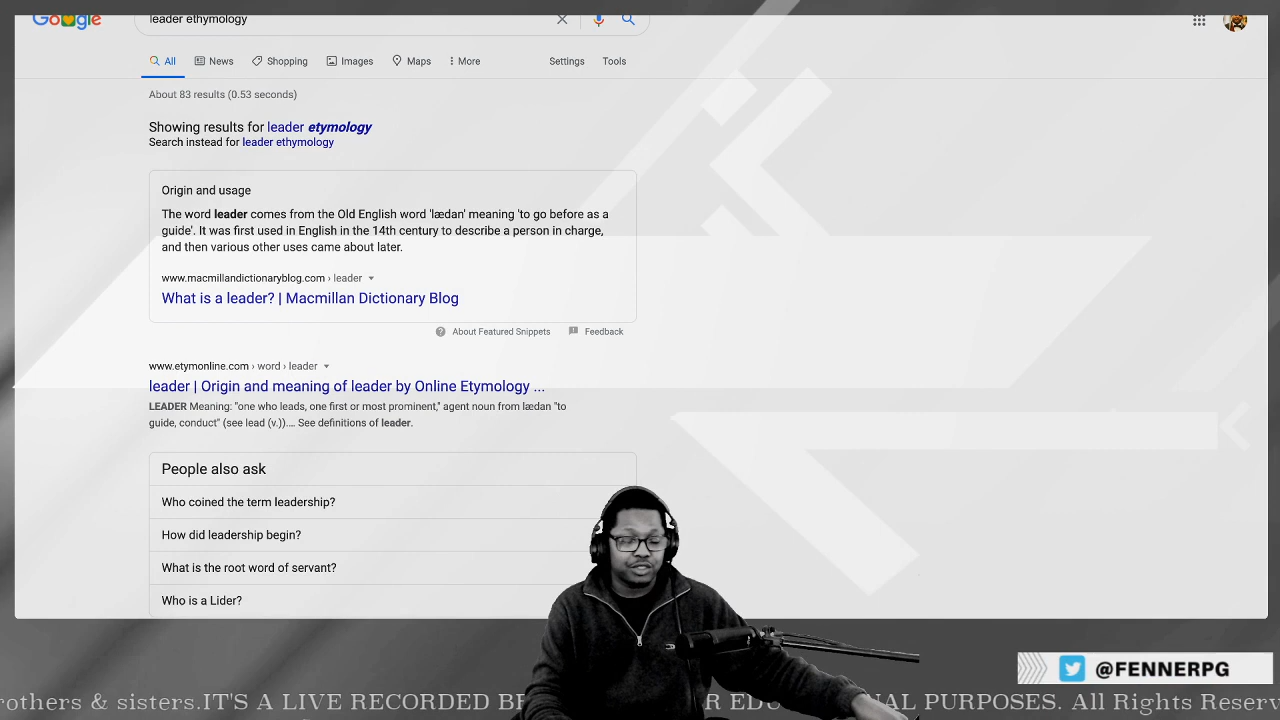 Google
leader ethymology
All News Shopping Images Maps More Settings Tools
About 83 results (0.53 seconds)
Showing results for leader etymology
Search instead for leader ethymology
Origin and usage
The word leader comes from the Old English word 'lædan' meaning 'to go before as a
guide'. It was first used in English in the 14th century to describe a person in charge,
and then various other uses came about later.
www.macmillandictionaryblog.com › leader
What is a leader? | Macmillan Dictionary Blog
About Featured Snippets Feedback
www.etymonline.com › word › leader
leader | Origin and meaning of leader by Online Etymology ...
LEADER Meaning: "one who leads, one first or most prominent," agent noun from lædan "to
guide, conduct" (see lead (v.)).... See definitions of leader.
People also ask
Who coined the term leadership?
How did leadership begin?
What is the root word of servant?
Who is a Lider?
@FENNERPG
rothers & sisters.IT'S A LIVE RECORDED PURPOSES. All Rights Reserv